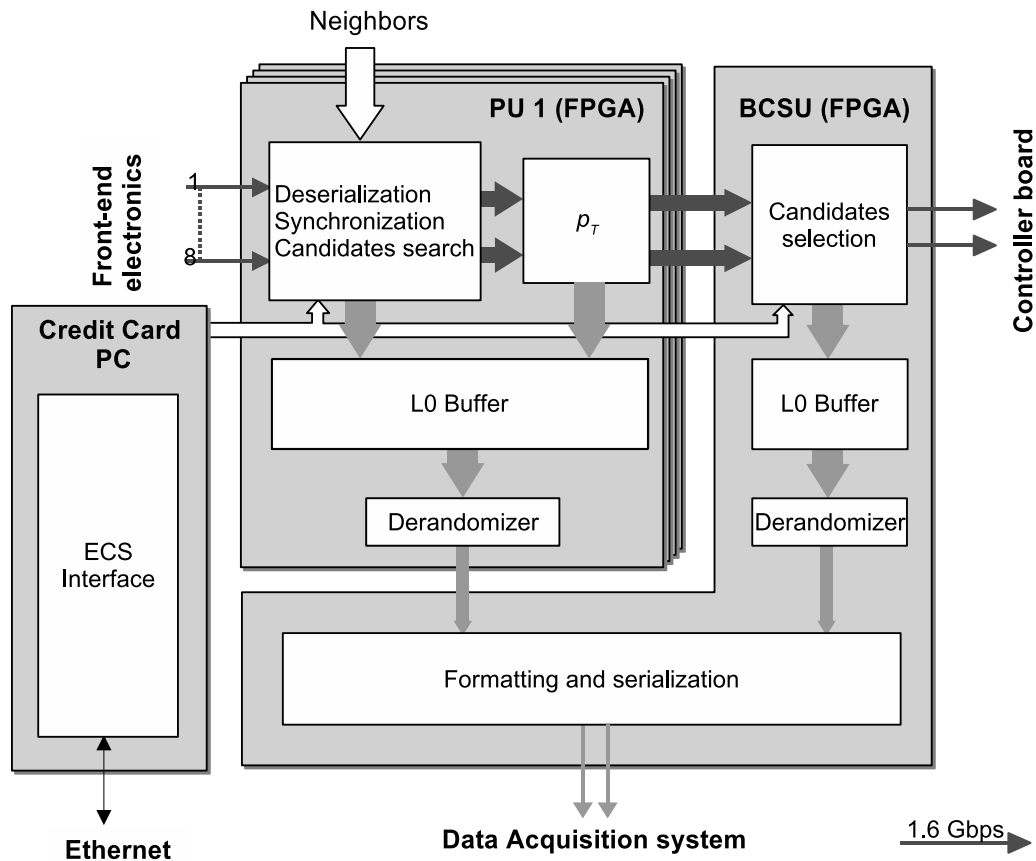 Neighbors
PU 1 (FPGA)
BCSU (FPGA)
Front-end
electronics
1
8
Deserialization
Synchronization
Candidates search
pT
Candidates
selection
Controller board
Credit Card
PC
L0 Buffer
L0 Buffer
Derandomizer
Derandomizer
ECS
Interface
Formatting and serialization
Ethernet
Data Acquisition system
1.6 Gbps